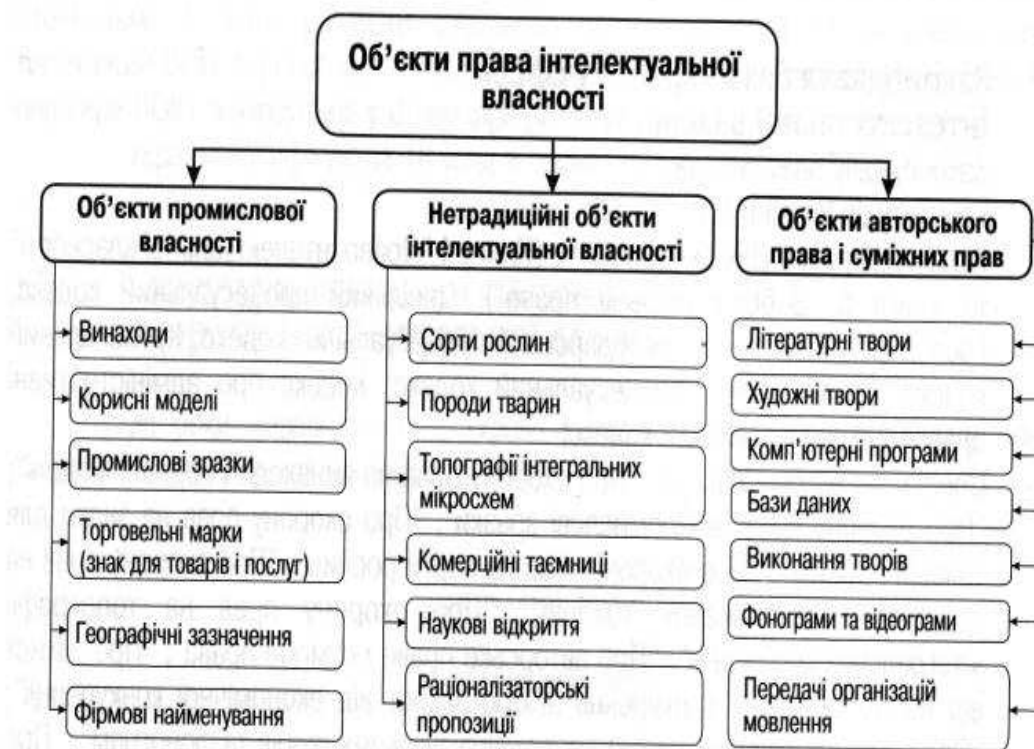 Об’єкти права інтелектуальної
власності
Об’єкти промислової
власності
Винаходи
Корисні моделі
Промислові зразки
Торговельні марки
(знак для товарів і послуг)
Географічні зазначення
Фірмові найменування
Нетрадиційні об’єкти
інтелектуальної власності
Сорти рослин
Породи тварин
Топографії інтегральних
мікросхем
Комерційні таємниці
Наукові відкриття
Раціоналізаторські
пропозиції
Об’єкти авторського
права і суміжних прав
Літературні твори
Художні твори
Комп’ютерні програми
Бази даних
Виконання творів
Фонограми та відеограми
Передачі організацій
мовлення